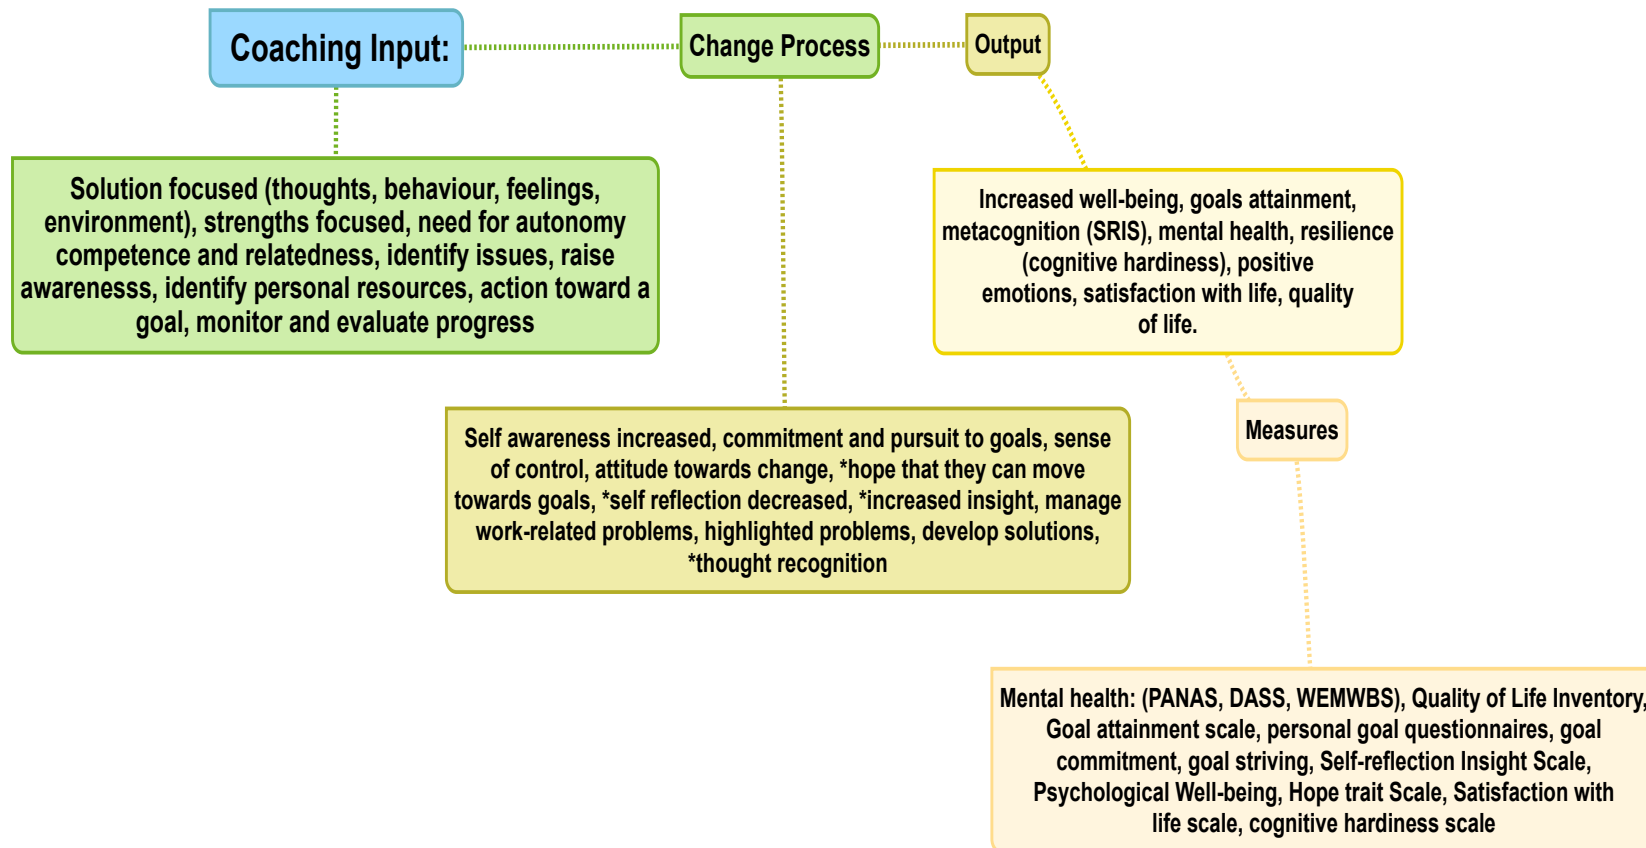 Coaching Input:
Change Process
Output
Solution focused (thoughts, behaviour, feelings,
environment), strengths focused, need for autonomy
competence and relatedness, identify issues, raise
awarenesss, identify personal resources, action toward a
goal, monitor and evaluate progress
Increased well-being, goals attainment,
metacognition (SRIS), mental health, resilience
(cognitive hardiness), positive
emotions, satisfaction with life, quality
of life.
Self awareness increased, commitment and pursuit to goals, sense
of control, attitude towards change, *hope that they can move
towards goals, *self reflection decreased, *increased insight, manage
work-related problems, highlighted problems, develop solutions,
*thought recognition
Measures
Mental health: (PANAS, DASS, WEMWBS), Quality of Life Inventory,
Goal attainment scale, personal goal questionnaires, goal
commitment, goal striving, Self-reflection Insight Scale,
Psychological Well-being, Hope trait Scale, Satisfaction with
life scale, cognitive hardiness scale